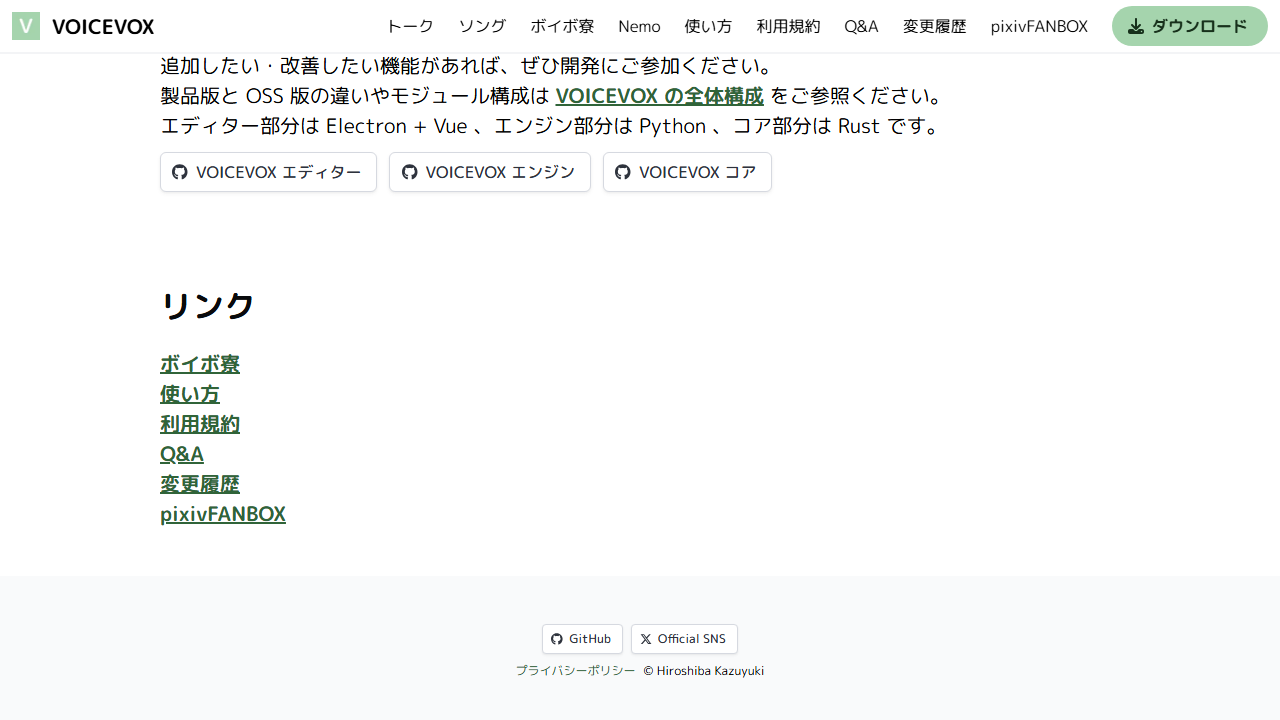 V VOICEVOX トーク ソング ボイボ寮 Nemo 使い方 利用規約 Q&A 変更履歴 pixivFANBOX ダウンロード
追加したい・改善したい機能があれば、ぜひ開発にご参加ください。
製品版と OSS 版の違いやモジュール構成は VOICEVOX の全体構成 をご参照ください。
エディター部分は Electron + Vue 、エンジン部分は Python 、コア部分は Rust です。
VOICEVOX エディター VOICEVOX エンジン VOICEVOX コア
リンク
ボイボ寮
使い方
利用規約
Q&A
変更履歴
pixivFANBOX
GitHub Official SNS
プライバシーポリシー © Hiroshiba Kazuyuki